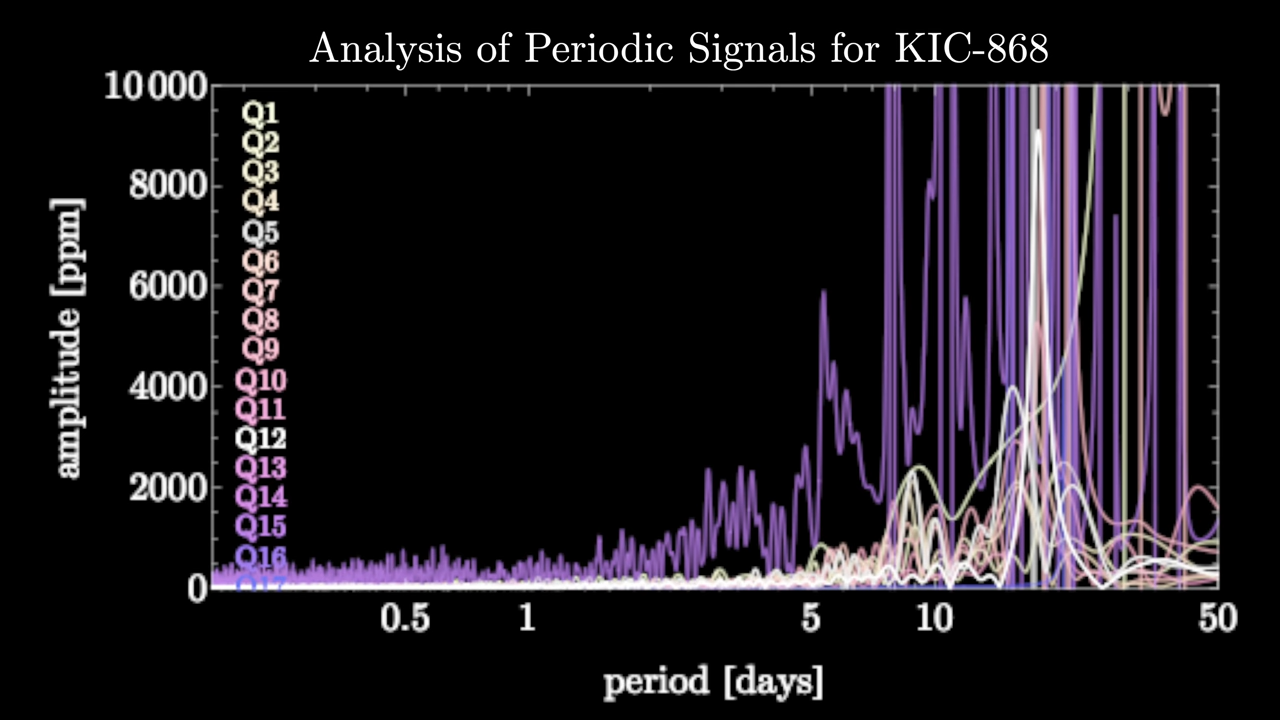 Analysis of Periodic Signals for KIC-868
10000
8000
6000
4000
2000
0
amplitude [ppm]
Q1
Q2
Q3
Q4
Q5
Q6
Q7
Q8
Q9
Q10
Q11
Q12
Q13
Q14
Q15
Q16
Q17
0.5 1 5 10 50
period [days]